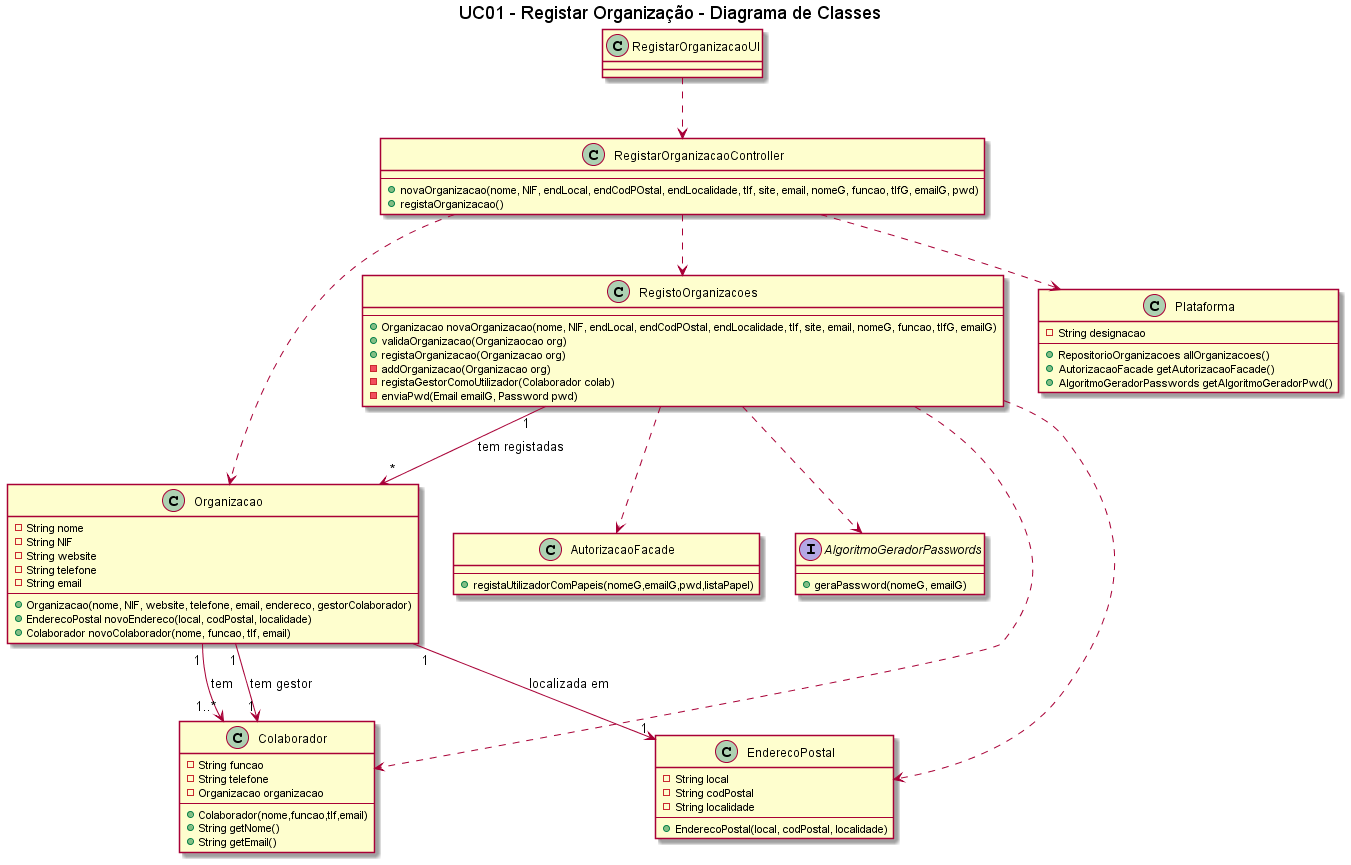 UC01 - Registar Organização - Diagrama de Classes
C RegistarOrganizacaoUI
C RegistarOrganizacaoController
novaOrganizacao(nome, NIF, endLocal, endCodPOstal, endLocalidade, tlf, site, email, nomeG, funcao, tlfG, emailG, pwd)
registaOrganizacao()
C RegistoOrganizacoes
Organizacao novaOrganizacao(nome, NIF, endLocal, endCodPOstal, endLocalidade, tlf, site, email, nomeG, funcao, tlfG, emailG)
validaOrganizacao(Organizaocao org)
registaOrganizacao(Organizacao org)
addOrganizacao(Organizacao org)
registaGestorComoUtilizador(Colaborador colab)
enviaPwd(Email emailG, Password pwd)
C Plataforma
String designacao
RepositorioOrganizacoes allOrganizacoes()
AutorizacaoFacade getAutorizacaoFacade()
AlgoritmoGeradorPasswords getAlgoritmoGeradorPwd()
1
tem registadas
*
C Organizacao
String nome
String NIF
String website
String telefone
String email
Organizacao(nome, NIF, website, telefone, email, endereco, gestorColaborador)
EnderecoPostal novoEndereco(local, codPostal, localidade)
Colaborador novoColaborador(nome, funcao, tlf, email)
C AutorizacaoFacade
registaUtilizadorComPapeis(nomeG,emailG,pwd,listaPapel)
I AlgoritmoGeradorPasswords
geraPassword(nomeG, emailG)
1
tem
1..*
1
tem gestor
1
1
localizada em
1
C Colaborador
String funcao
String telefone
Organizacao organizacao
Colaborador(nome,funcao,tlf,email)
String getNome()
String getEmail()
C EnderecoPostal
String local
String codPostal
String localidade
EnderecoPostal(local, codPostal, localidade)